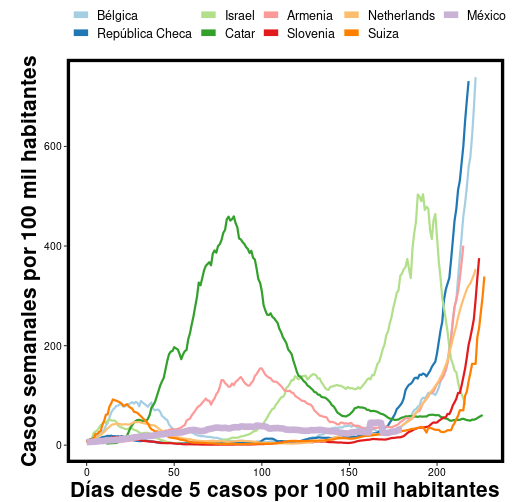 Bélgica Israel Armenia Netherlands México
República Checa Catar Slovenia Suiza
Casos semanales por 100 mil habitantes
600
400
200
0
0 50 100 150 200
Días desde 5 casos por 100 mil habitantes